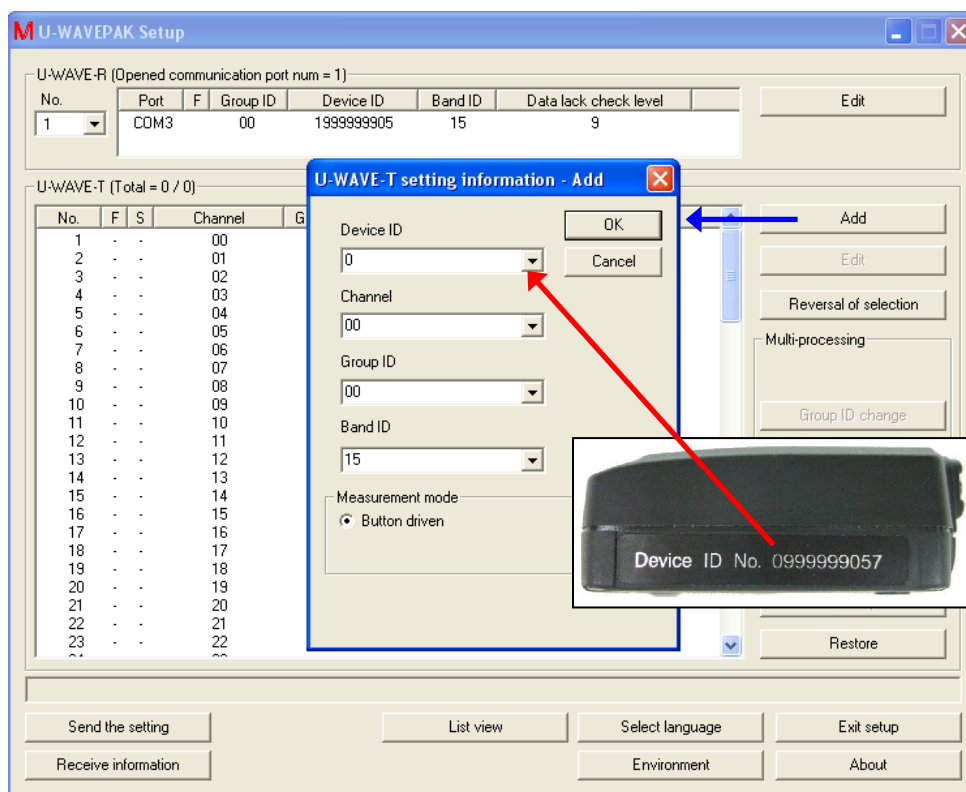 M U-WAVEPAK Setup
U-WAVE-R (Opened communication port num = 1)
No. Port F Group ID Device ID Band ID Data lack check level
1 COM3 00 1999999905 15 9
Edit
U-WAVE-T (Total = 0 / 0)
No. F S Channel G
1 - - 00
2 - - 01
3 - - 02
4 - - 03
5 - - 04
6 - - 05
7 - - 06
8 - - 07
9 - - 08
10 - - 09
11 - - 10
12 - - 11
13 - - 12
14 - - 13
15 - - 14
16 - - 15
17 - - 16
18 - - 17
19 - - 18
20 - - 19
21 - - 20
22 - - 21
23 - - 22
U-WAVE-T setting information - Add
Device ID
0
Channel
00
Group ID
00
Band ID
15
Measurement mode
Button driven
OK
Cancel
Add
Edit
Reversal of selection
Multi-processing
Group ID change
Device ID No. 0999999057
Restore
Send the setting
List view
Select language
Exit setup
Receive information
Environment
About